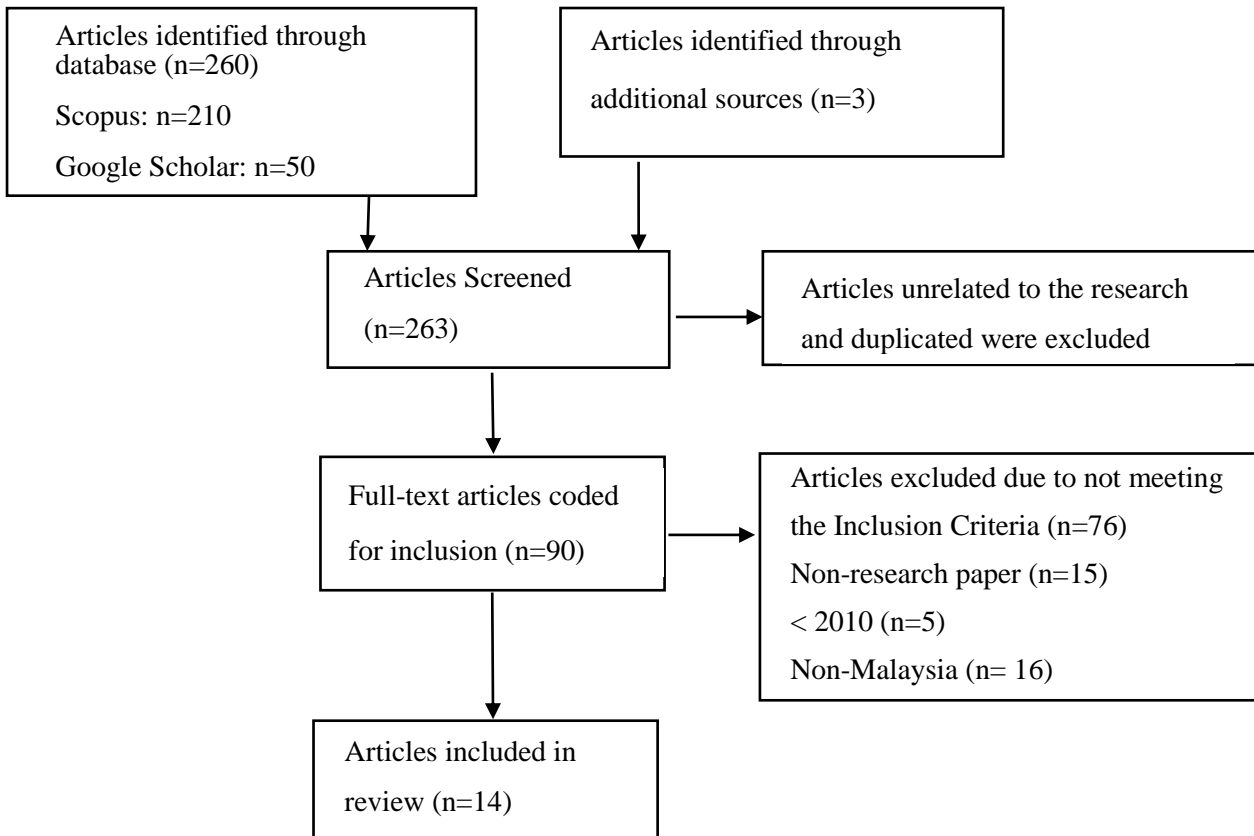 Articles identified through
database (n=260)
Scopus: n=210
Google Scholar: n=50
Articles identified through
additional sources (n=3)
Articles Screened
(n=263)
Articles unrelated to the research
and duplicated were excluded
Full-text articles coded
for inclusion (n=90)
Articles excluded due to not meeting
the Inclusion Criteria (n=76)
Non-research paper (n=15)
< 2010 (n=5)
Non-Malaysia (n= 16)
Articles included in
review (n=14)